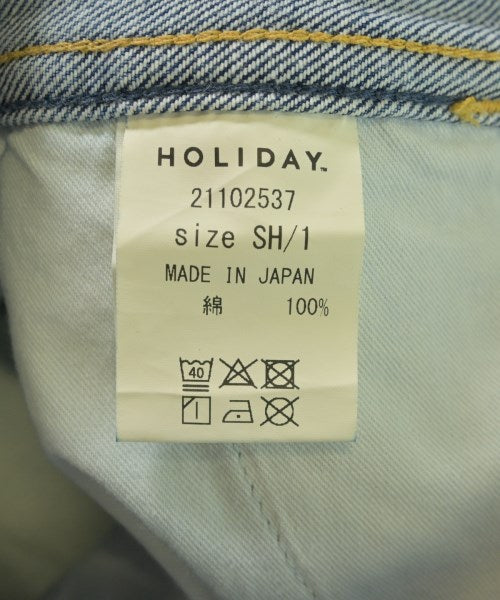 HOLIDAY™
21102537
size SH/1
MADE IN JAPAN
綿 100%
40